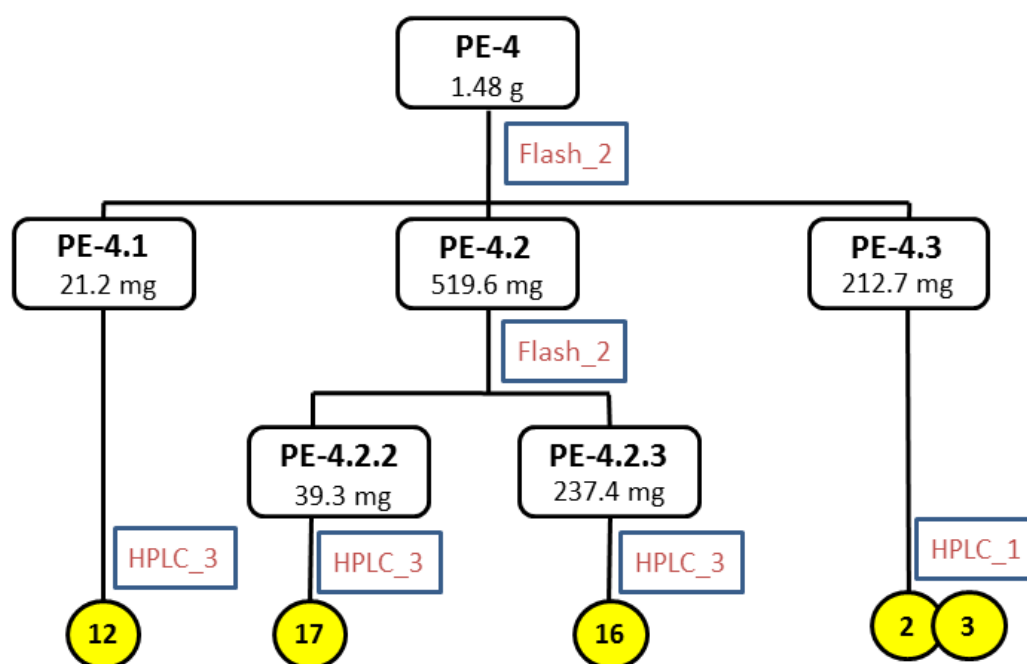 PE-4
1.48 g
Flash_2
PE-4.1
21.2 mg
PE-4.2
519.6 mg
PE-4.3
212.7 mg
Flash_2
PE-4.2.2
39.3 mg
PE-4.2.3
237.4 mg
HPLC_3
HPLC_3
HPLC_3
HPLC_1
12
17
16
2
3